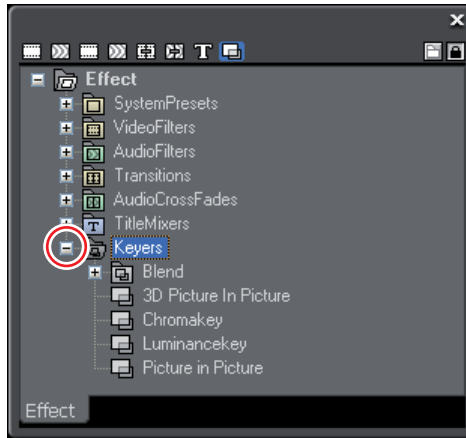 T
Effect
SystemPresets
VideoFilters
AudioFilters
Transitions
AudioCrossFades
T TitleMixers
Keyers
Blend
3D Picture In Picture
Chromakey
Luminancekey
Picture in Picture
Effect